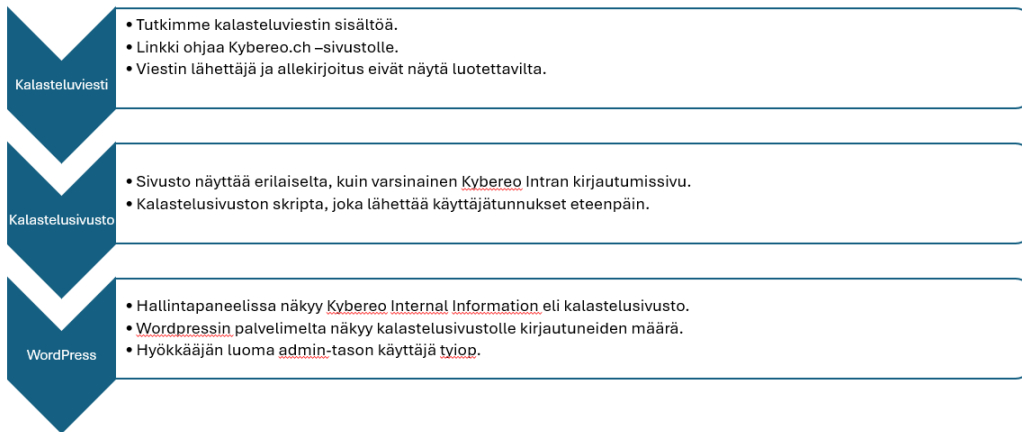 Kalasteluviesti
• Tutkimme kalasteluviestin sisältöä.
• Linkki ohjaa Kybereo.ch –sivustolle.
• Viestin lähettäjä ja allekirjoitus eivät näytä luotettavilta.
Kalastelusivusto
• Sivusto näyttää erilaiselta, kuin varsinainen Kybereo Intran kirjautumissivu.
• Kalastelusivuston skripta, joka lähettää käyttäjätunnukset eteenpäin.
WordPress
• Hallintapaneelissa näkyy Kybereo Internal Information eli kalastelusivusto.
• Wordpressin palvelimelta näkyy kalastelusivustolle kirjautuneiden määrä.
• Hyökkääjän luoma admin-tason käyttäjä tyiop.